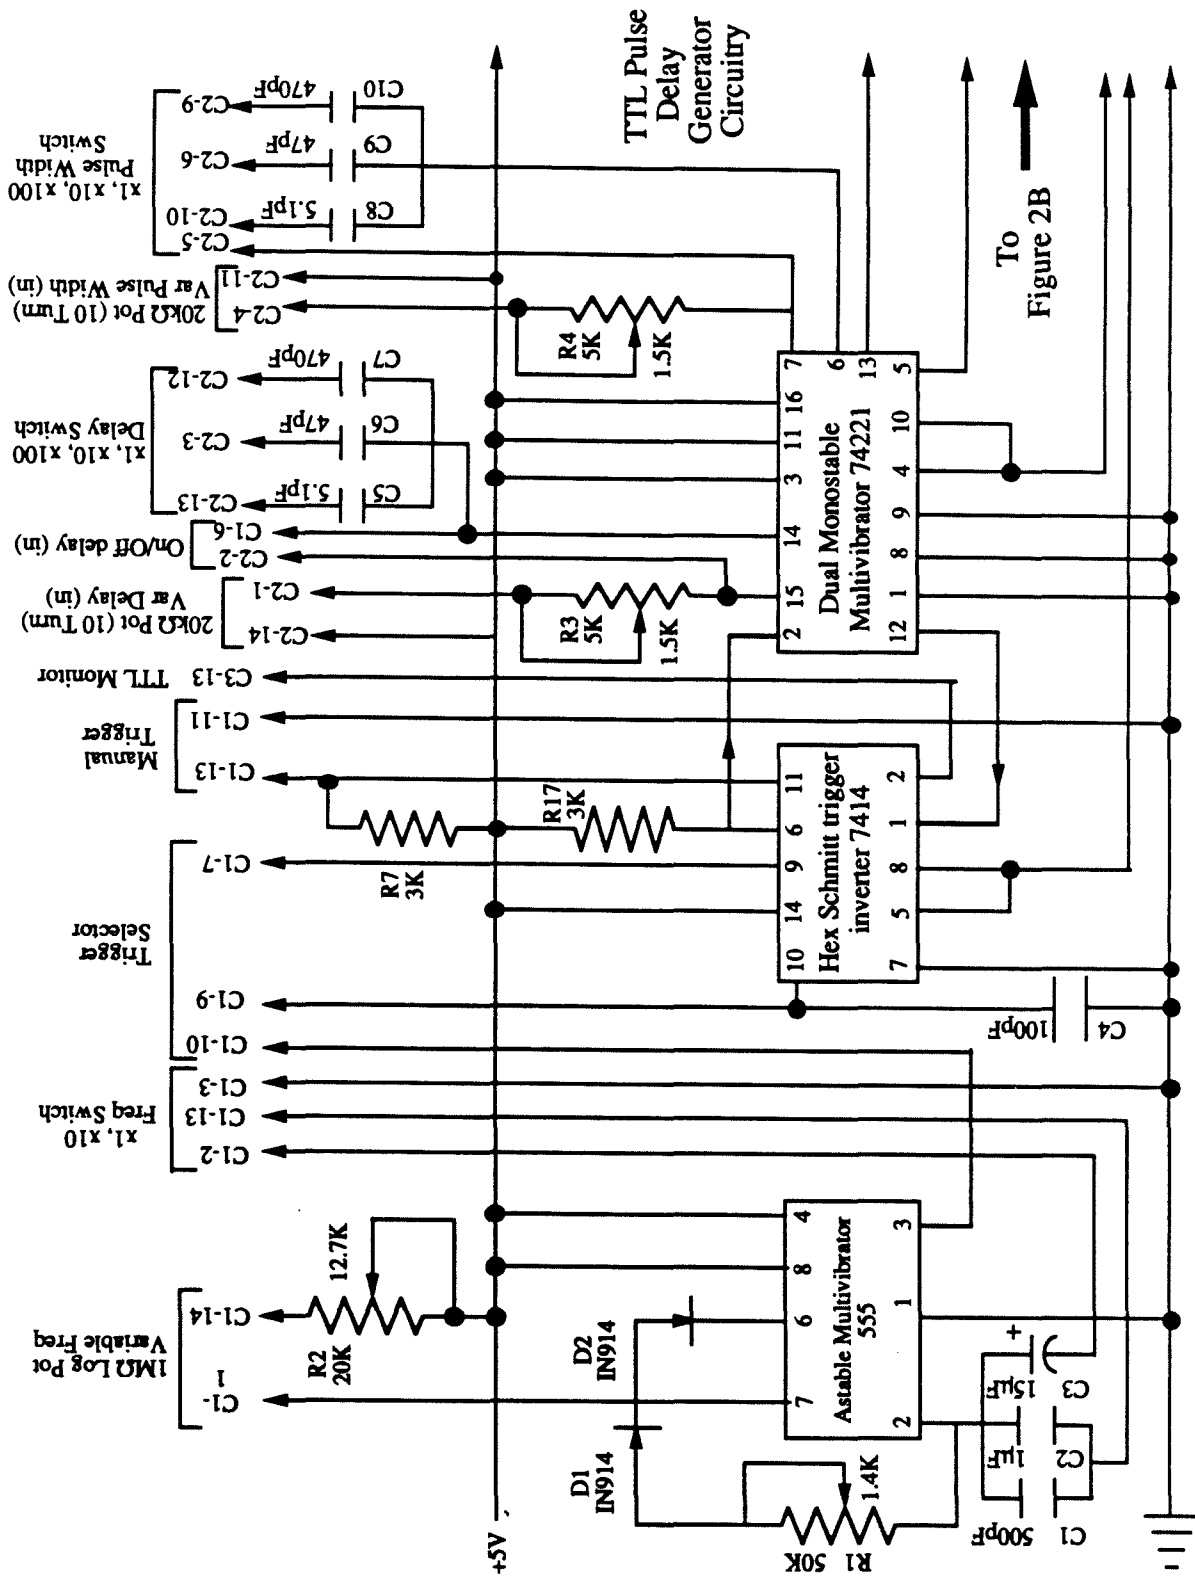 TTL Pulse
Delay
Generator
Circuitry
x1, x10, x100
Pulse Width
Switch
C2-9
C2-6
C2-10
C2-5
470pF
C10
47pF
C9
5.1pF
C8
20kΩ Pot (10 Turn)
Var Pulse Width (in)
C2-11
C2-4
R4
5K
1.5K
x1, x10, x100
Delay Switch
C2-12
C2-3
C2-13
470pF
C7
47pF
C6
5.1pF
C5
On/Off delay (in)
C1-6
C2-2
20kΩ Pot (10 Turn)
Var Delay (in)
C2-1
C2-14
R3
5K
1.5K
C3-13 TTL Monitor
Manual
Trigger
C1-11
C1-13
R17
3K
R7
3K
Trigger
Selector
C1-7
C1-9
C1-10
x1, x10
Freq Switch
C1-3
C1-13
C1-2
1MΩ Log Pot
Variable Freq
C1-14
C1-
1
12.7K
R2
20K
+5V
7
6
13
5
16
11
3
14
15
2
10
4
9
8
1
12
Dual Monostable
Multivibrator 74221
To
Figure 2B
11
6
9
14
10
2
1
8
5
7
Hex Schmitt trigger
inverter 7414
100pF
C4
4
8
6
7
3
1
2
Astable Multivibrator
555
D2
IN914
D1
IN914
1.4K
50K
R1
+
15µF
C3
1µF
C2
500pF
C1